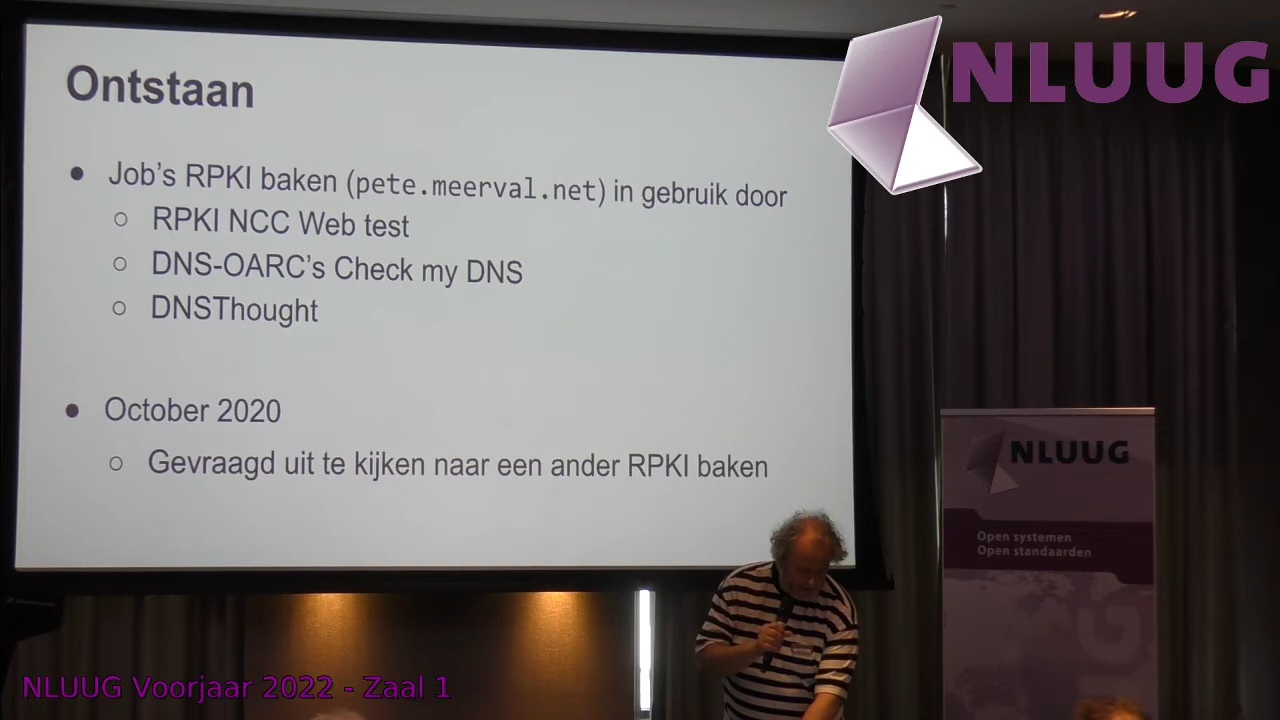 Ontstaan
NLUUG
● Job's RPKI baken (pete.meerval.net) in gebruik door
○ RPKI NCC Web test
○ DNS-OARC's Check my DNS
○ DNSThought
● October 2020
○ Gevraagd uit te kijken naar een ander RPKI baken
NLUUG
Open systemen
Open standaarden
NLUUG Voorjaar 2022 - Zaal 1